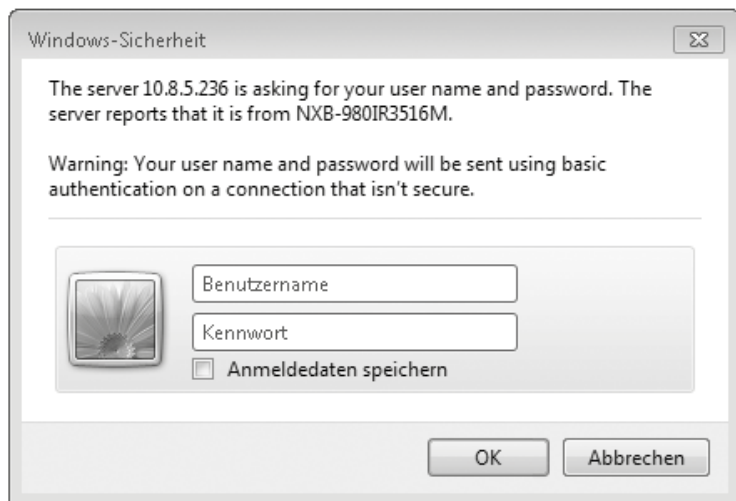 Windows-Sicherheit
The server 10.8.5.236 is asking for your user name and password. The
server reports that it is from NXB-980IR3516M.
Warning: Your user name and password will be sent using basic
authentication on a connection that isn't secure.
Benutzername
Kennwort
Anmeldedaten speichern
OK
Abbrechen